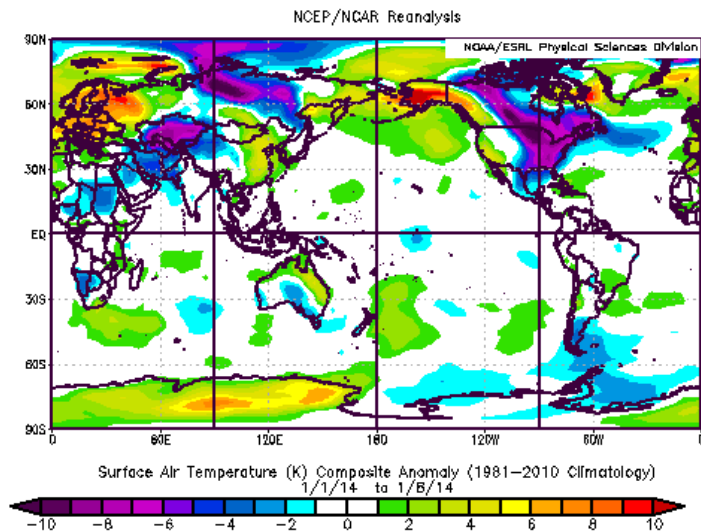 NCEP/NCAR Reanalysis
NOAA/ESRL Physical Sciences Division
90N
60N
30N
EQ
30S
60S
90S
0 60E 120E 180 120W 60W 0
Surface Air Temperature (K) Composite Anomaly (1981-2010 Climatology)
1/1/14 to 1/6/14
-10 -8 -6 -4 -2 0 2 4 6 8 10